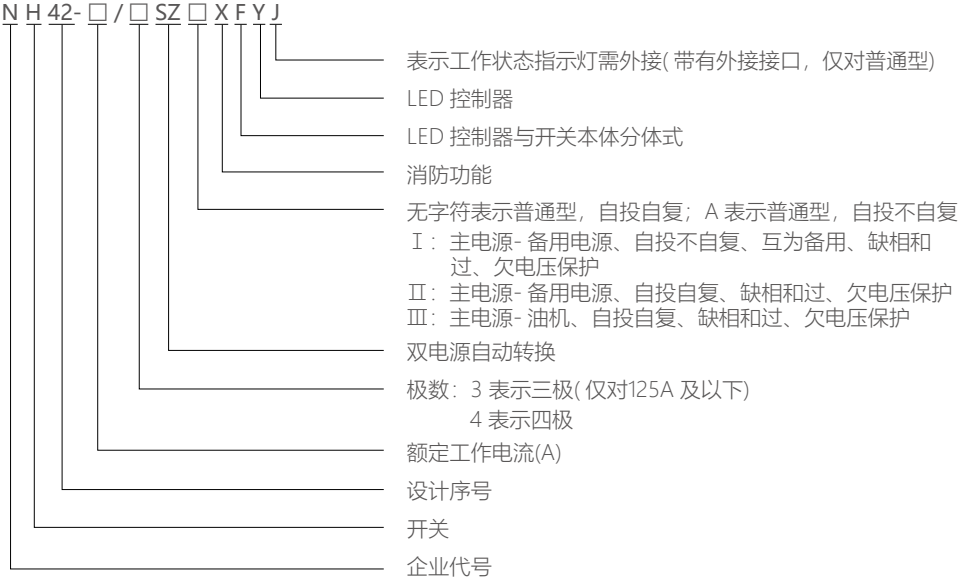 N H 42- □ / □ SZ □ X F Y J
表示工作状态指示灯需外接( 带有外接接口，仅对普通型)
LED 控制器
LED 控制器与开关本体分体式
消防功能
无字符表示普通型，自投自复；A 表示普通型，自投不自复
Ⅰ：主电源- 备用电源、自投不自复、互为备用、缺相和
过、欠电压保护
Ⅱ：主电源- 备用电源、自投自复、缺相和过、欠电压保护
Ⅲ：主电源- 油机、自投自复、缺相和过、欠电压保护
双电源自动转换
极数：3 表示三极( 仅对125A 及以下)
4 表示四极
额定工作电流(A)
设计序号
开关
企业代号